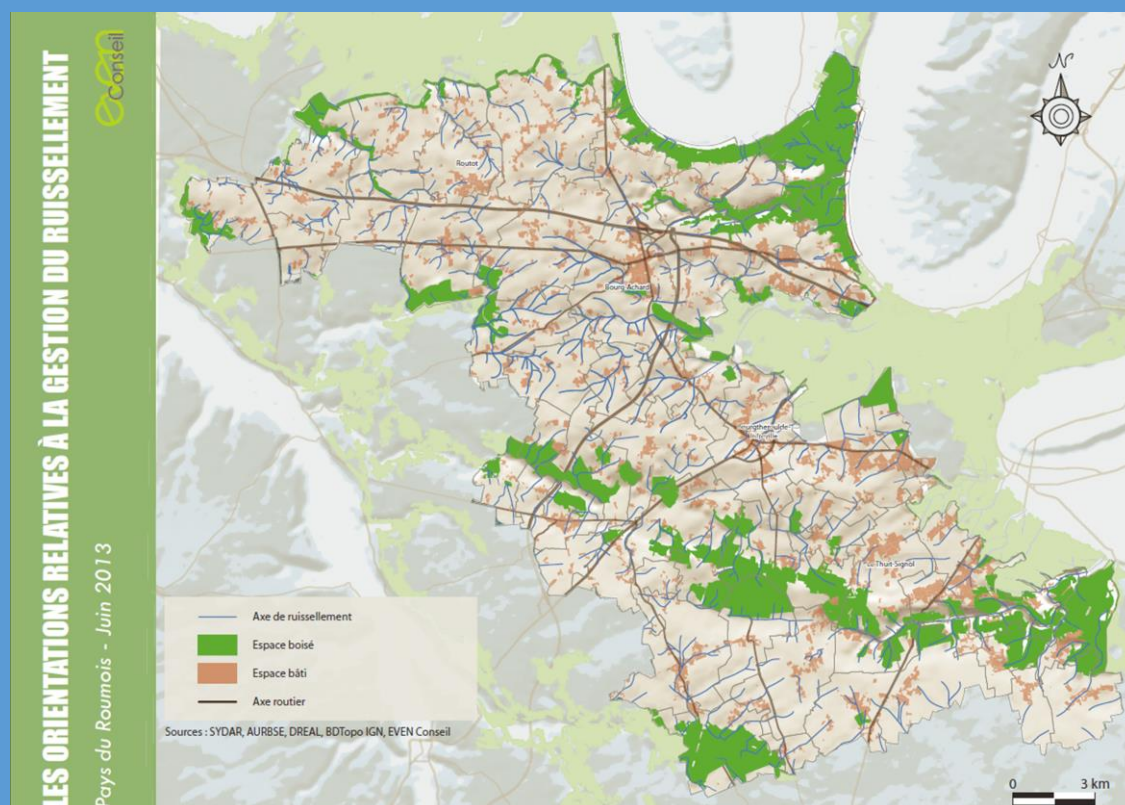 LES ORIENTATIONS RELATIVES À LA GESTION DU RUISSELLEMENT
Pays du Roumois - Juin 2013
een
Conseil
N
Routot
Bourg Achard
Thuit Signol
Axe de ruissellement
Espace boisé
Espace bâti
Axe routier
Sources : SYDAR, AURBSE, DREAL, BDTopo IGN, EVEN Conseil
0 3 km